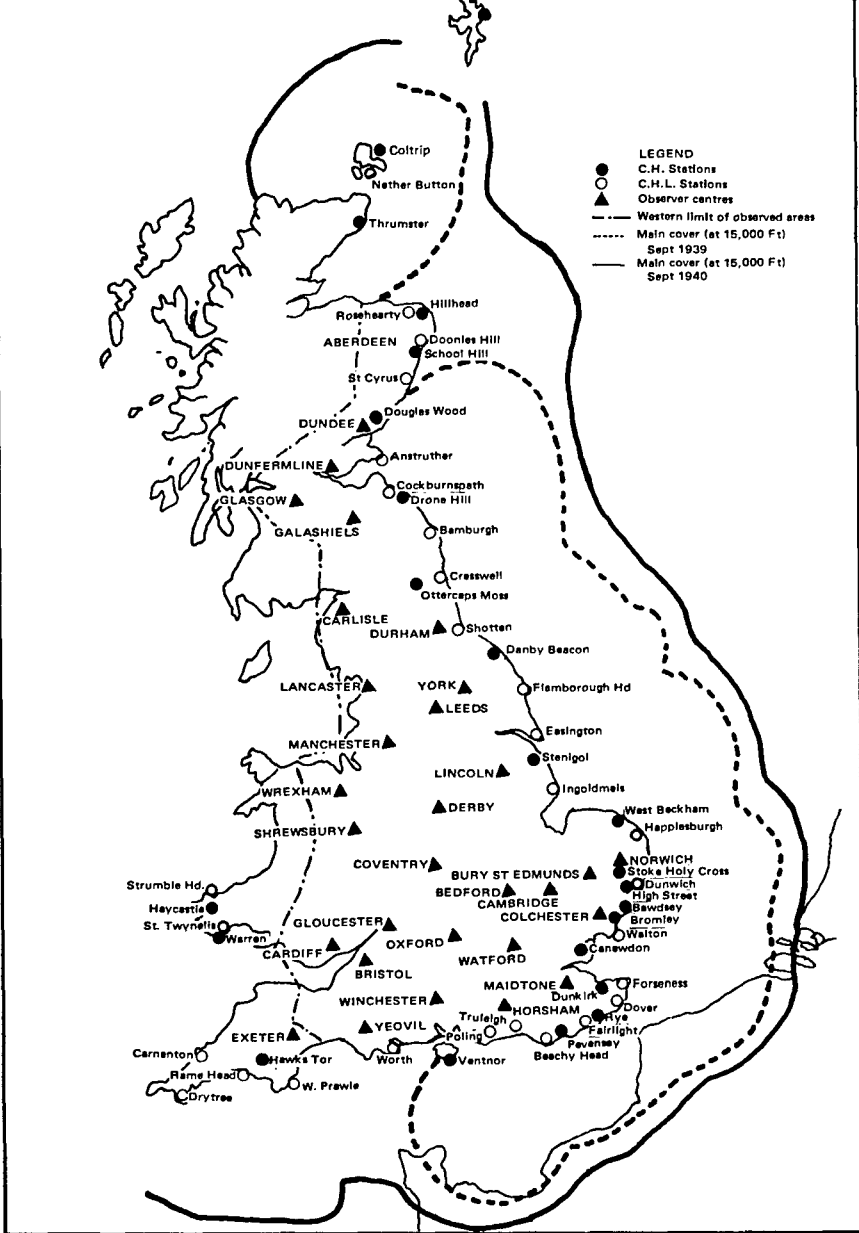 LEGEND
C.H. Stations
C.H.L. Stations
Observer centres
Western limit of observed areas
Main cover (at 15,000 Ft)
Sept 1939
Main cover (at 15,000 Ft)
Sept 1940
Coltrip
Nether Button
Thrumster
Hillhead
Rosehearty
ABERDEEN
Doonies Hill
School Hill
St Cyrus
Douglas Wood
DUNDEE
Anstruther
DUNFERMLINE
Cockburnspath
GLASGOW
Drone Hill
GALASHIELS
Bamburgh
Cresswell
Ottercaps Moss
CARLISLE
DURHAM
Shotten
Danby Beacon
LANCASTER
YORK
Flamborough Hd
LEEDS
Easington
MANCHESTER
Stenigol
LINCOLN
WREXHAM
Ingoldmels
DERBY
West Beckham
SHREWSBURY
Happlesburgh
COVENTRY
NORWICH
BURY ST EDMUNDS
Stoke Holy Cross
Strumble Hd.
BEDFORD
Dunwich
CAMBRIDGE
High Street
Haycastle
COLCHESTER
Bawdsey
St. Twynells
GLOUCESTER
Bromley
Warren
OXFORD
Walton
CARDIFF
WATFORD
Canewdon
BRISTOL
MAIDTONE
Forseness
WINCHESTER
Dunkirk
HORSHAM
Dover
Truleigh
Rye
EXETER
YEOVIL
Poling
Fairlight
Pevensey
Carnanton
Hawks Tor
Worth
Ventnor
Beachy Head
Rame Head
W. Prawle
Drytree